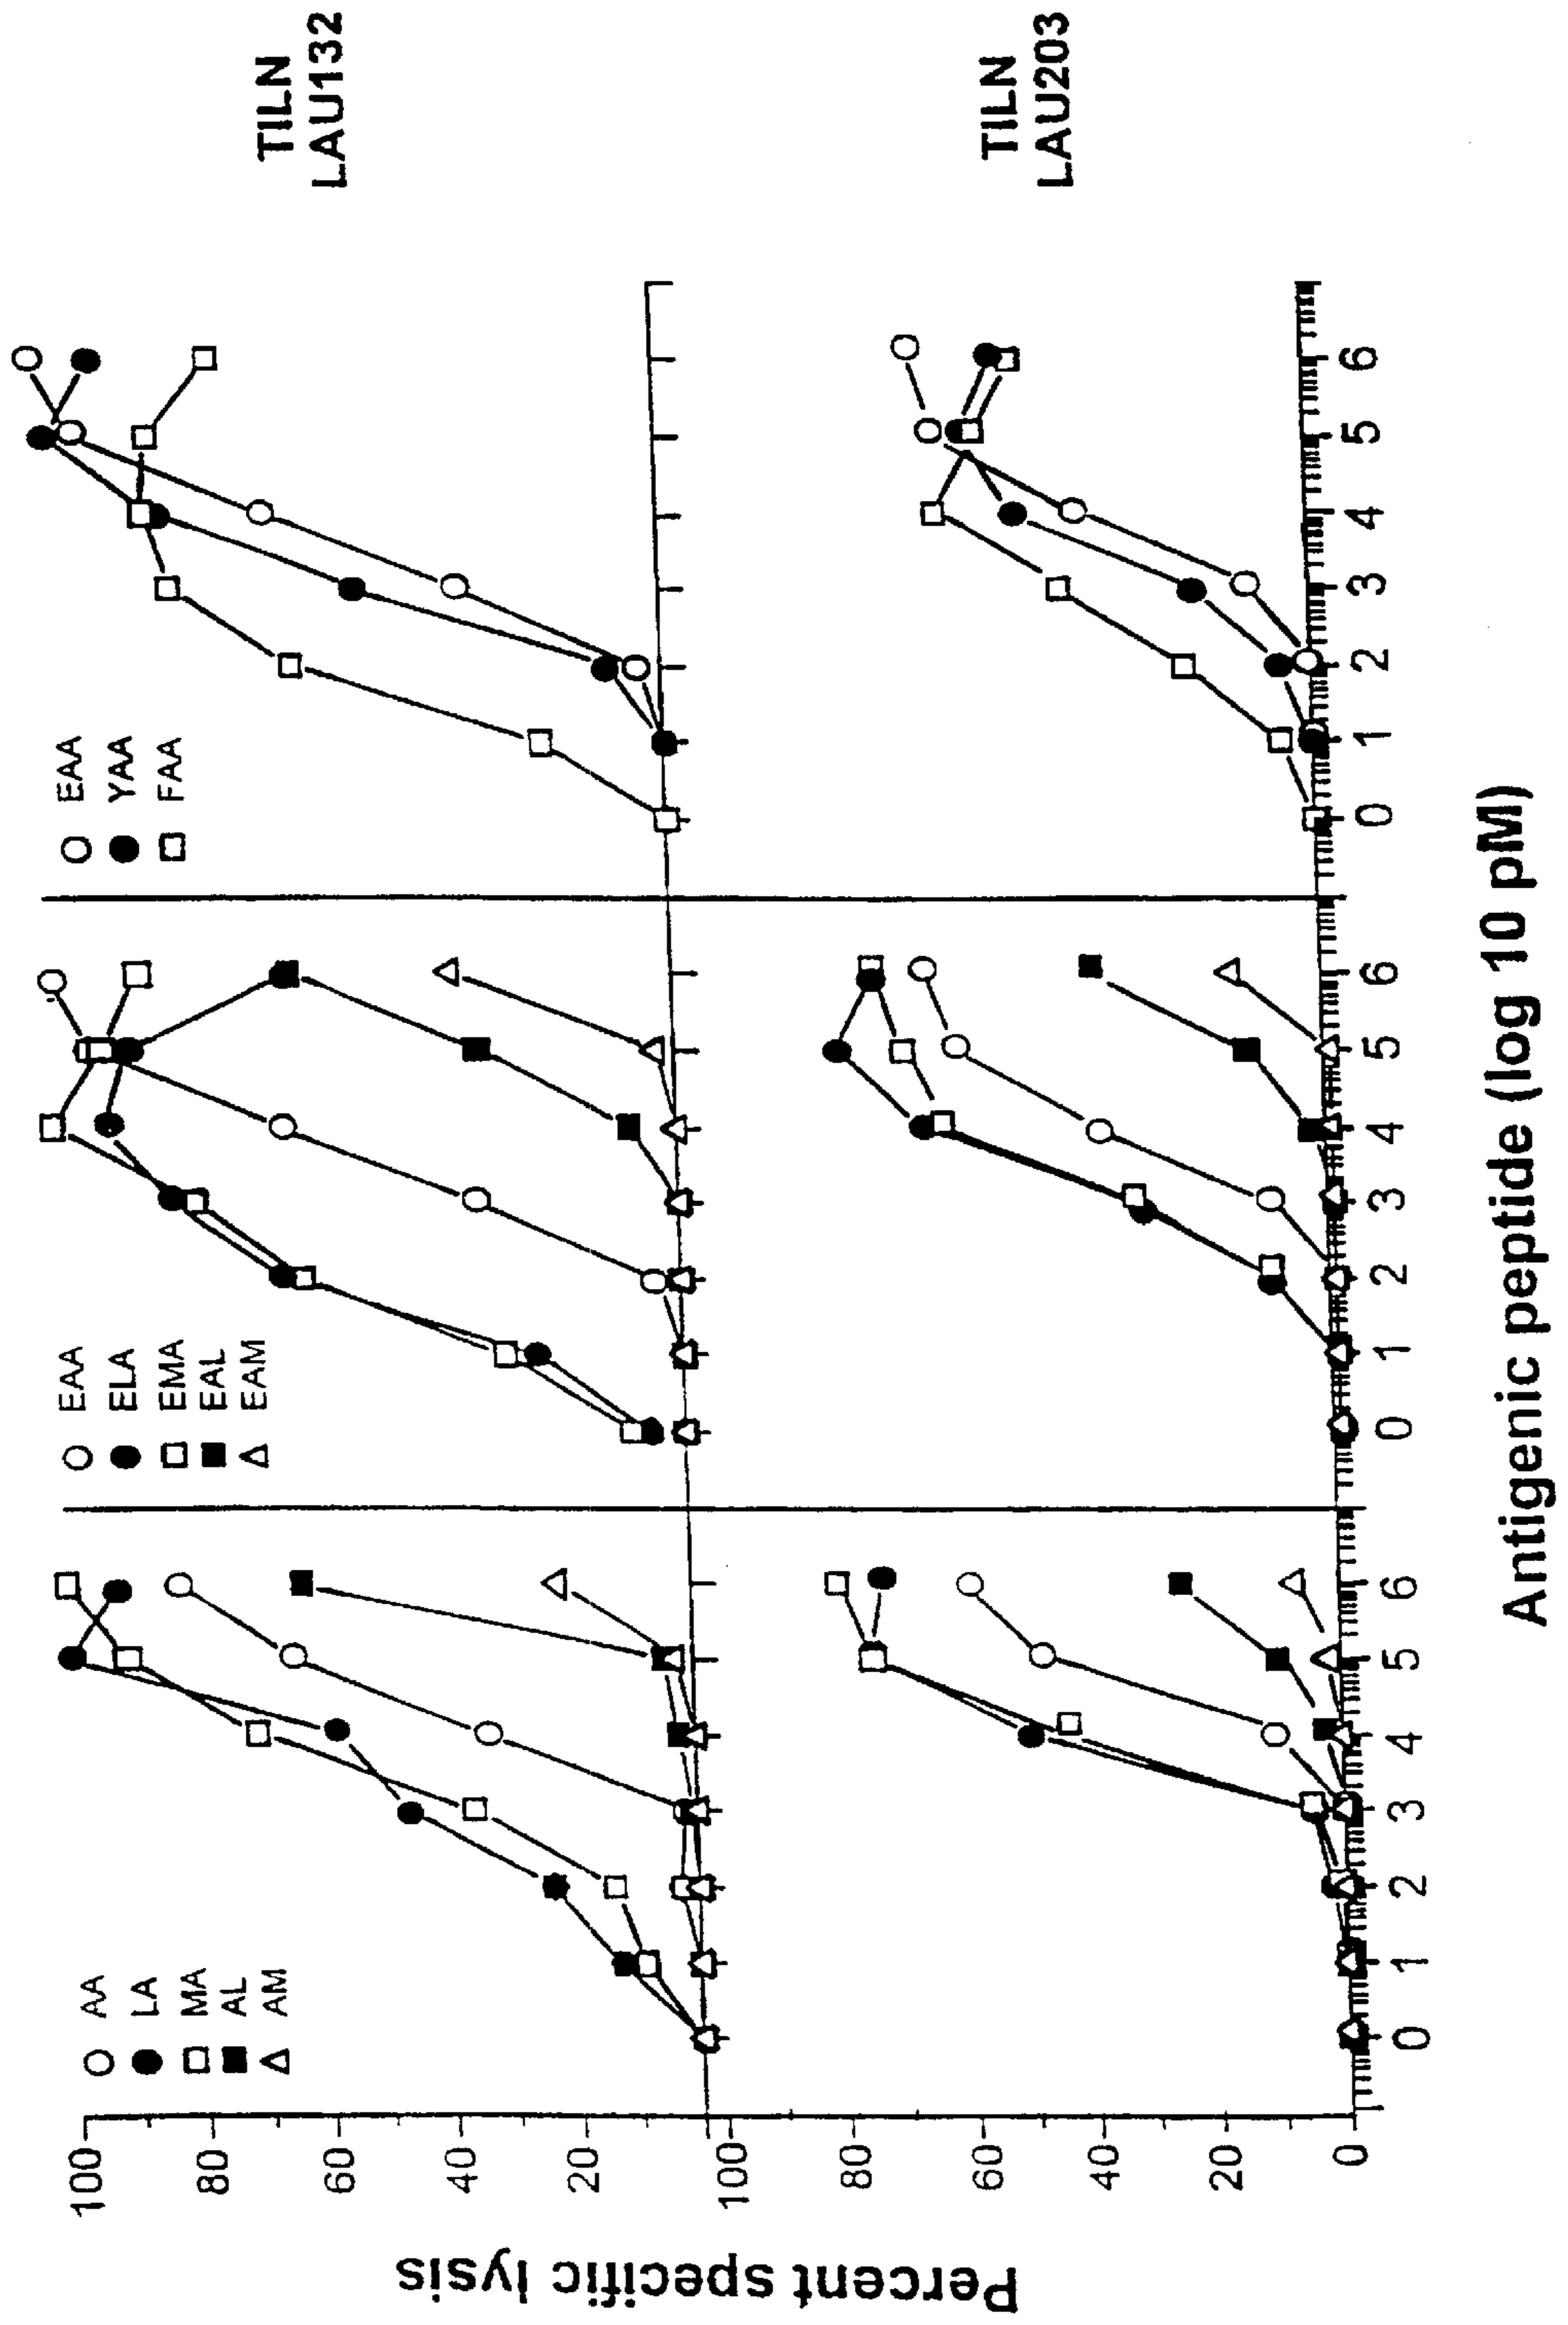 TILN
LAU132
TILN
LAU203
Percent specific lysis
100
80
60
40
20
100
80
60
40
20
0
AA
LA
MA
AL
AM
EAA
ELA
EMA
EAL
EAM
EAA
YAA
FAA
0 1 2 3 4 5 6
0 1 2 3 4 5 6
0 1 2 3 4 5 6
Antigenic peptide (log 10 pM)